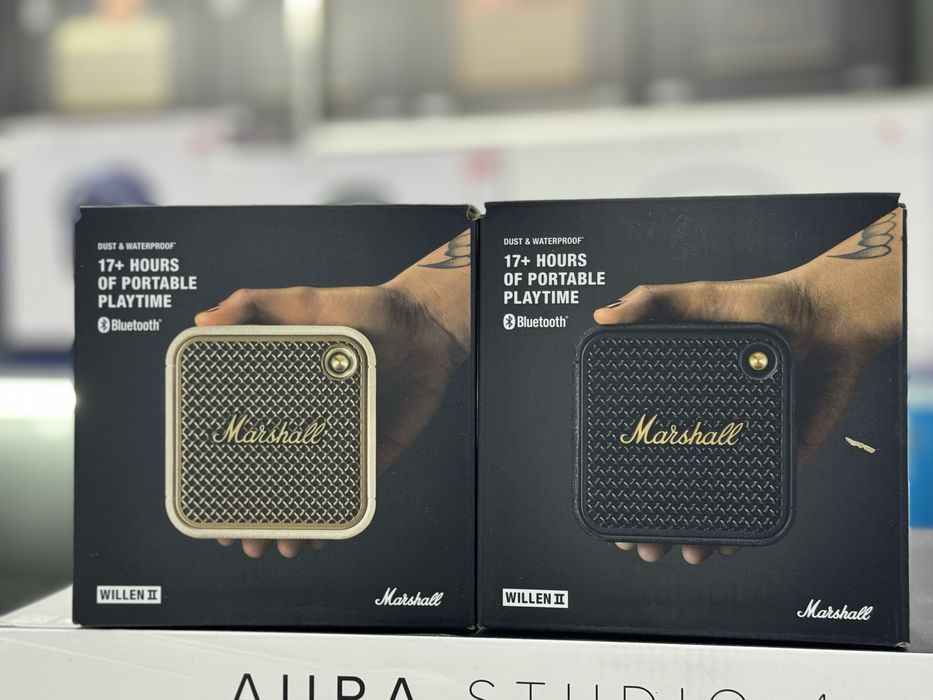 DUST & WATERPROOF
17+ HOURS
OF PORTABLE
PLAYTIME
Bluetooth®
Marshall
WILLEN II
Marshall
DUST & WATERPROOF
17+ HOURS
OF PORTABLE
PLAYTIME
Bluetooth®
Marshall
WILLEN II
Marshall
AURA STUDIO 4